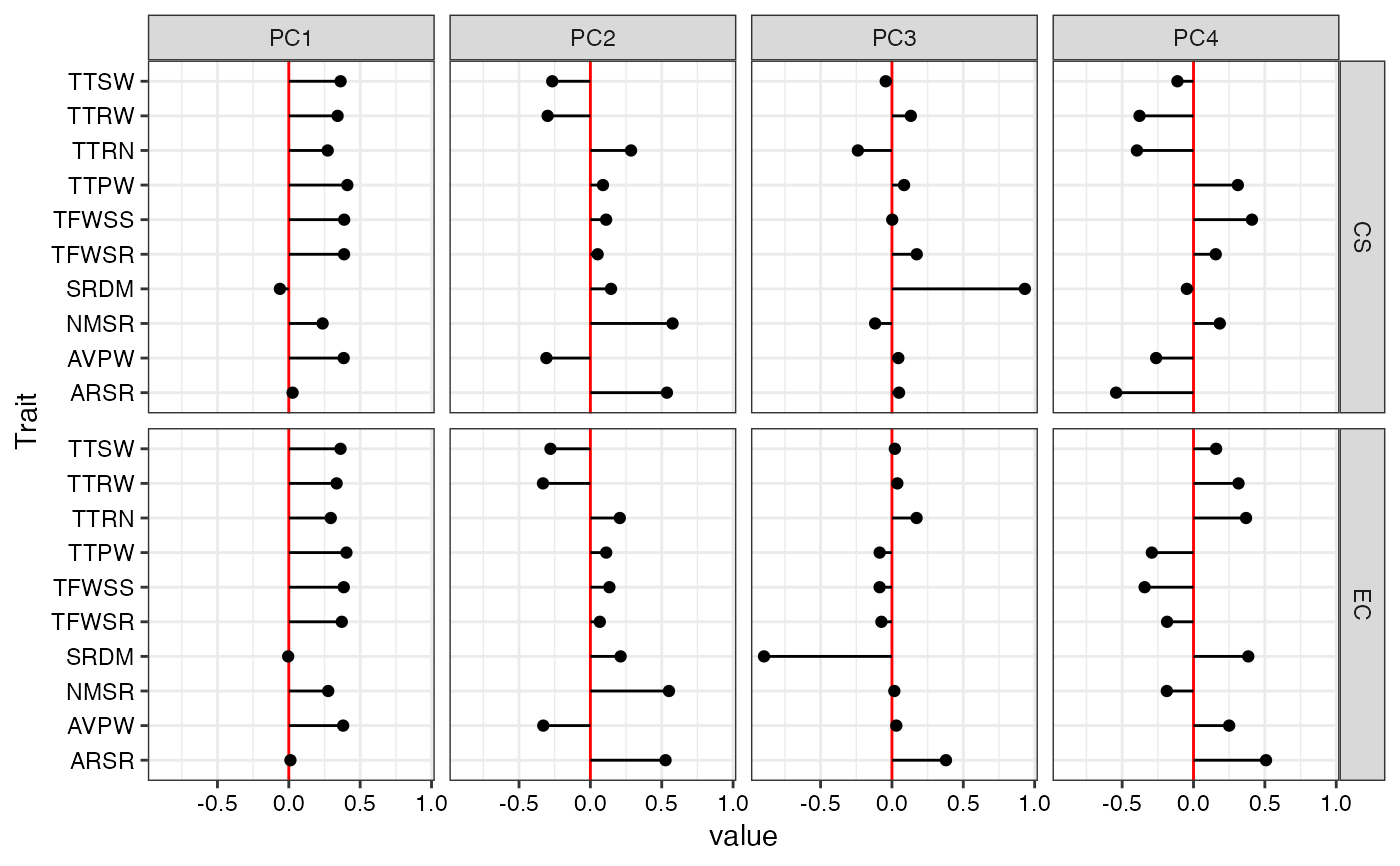 PC1 PC2 PC3 PC4
TTSW
TTRW
TTRN
TTPW
TFWSS
TFWSR
SRDM
NMSR
AVPW
ARSR
CS
Trait
TTSW
TTRW
TTRN
TTPW
TFWSS
TFWSR
SRDM
NMSR
AVPW
ARSR
EC
-0.5 0.0 0.5 1.0 -0.5 0.0 0.5 1.0 -0.5 0.0 0.5 1.0 -0.5 0.0 0.5 1.0
value